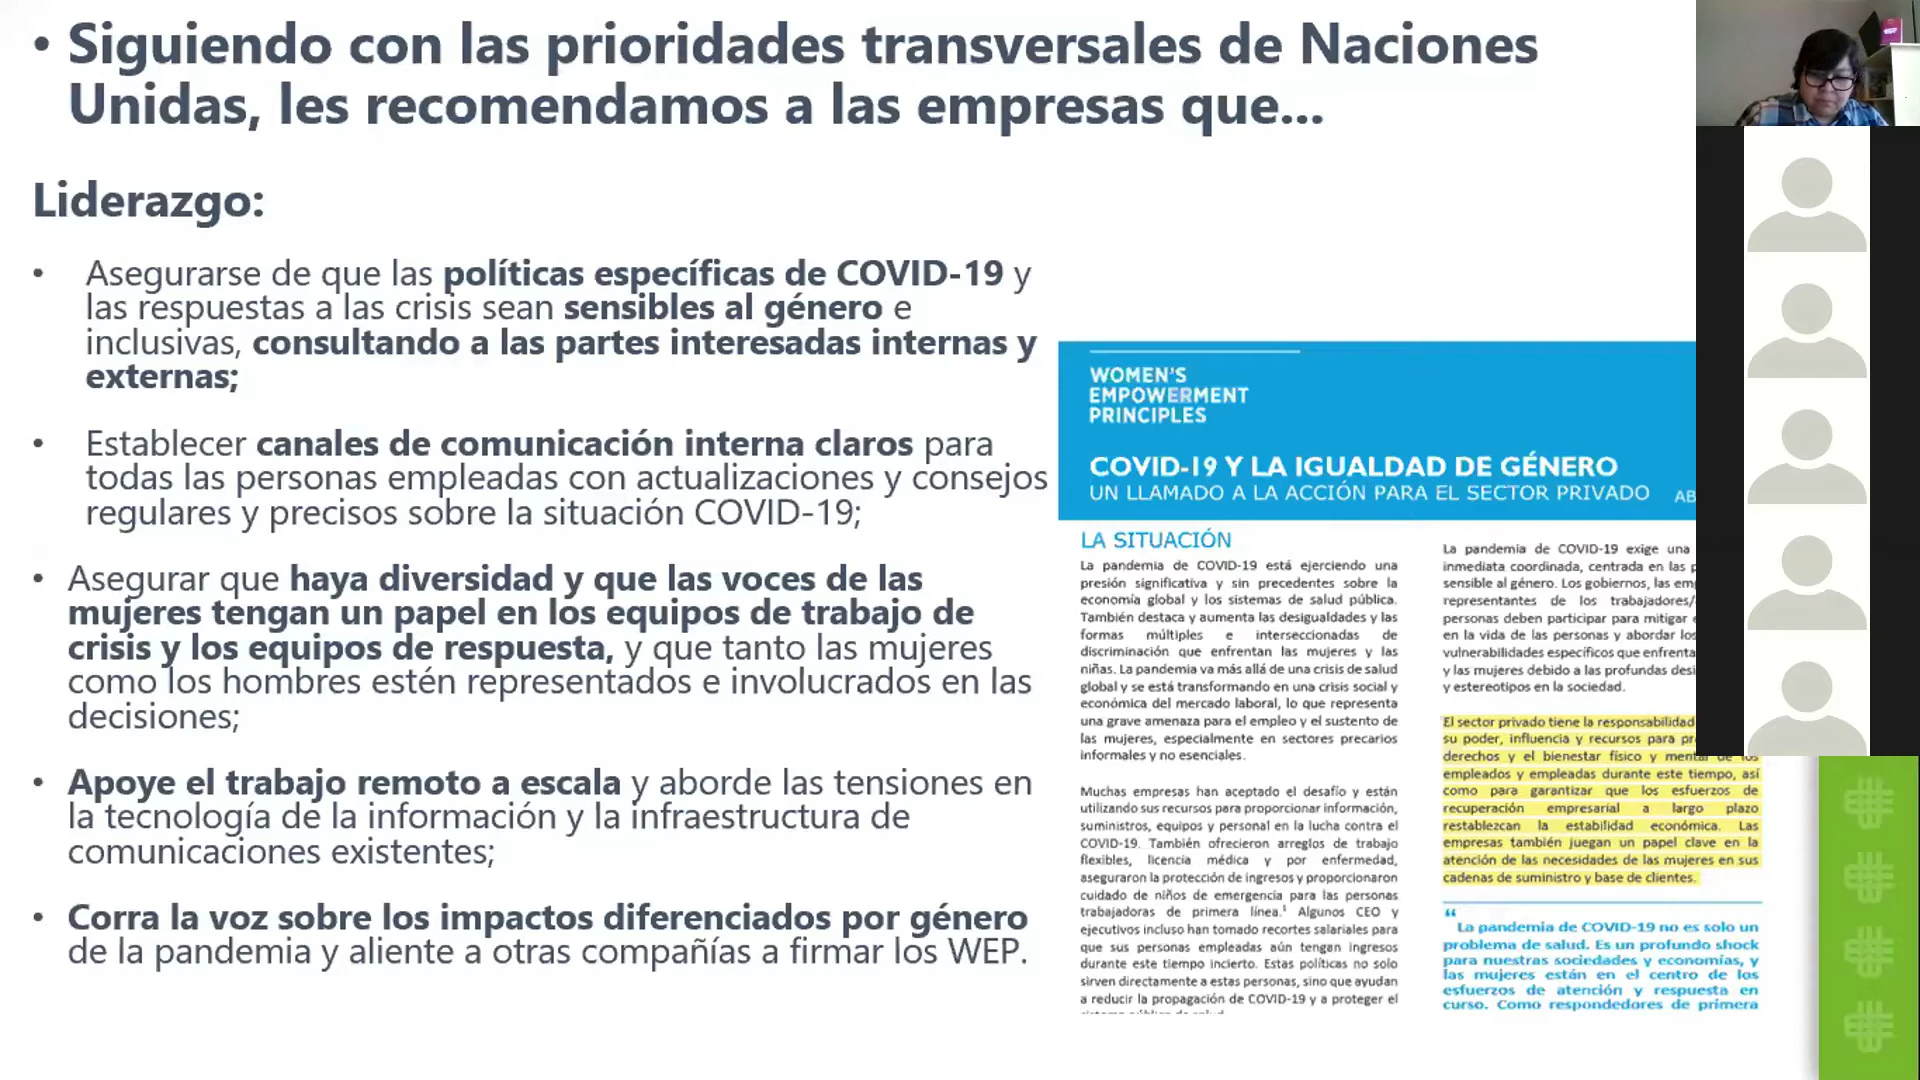 • Siguiendo con las prioridades transversales de Naciones
Unidas, les recomendamos a las empresas que...
Liderazgo:
• Asegurarse de que las políticas específicas de COVID-19 y
las respuestas a las crisis sean sensibles al género e
inclusivas, consultando a las partes interesadas internas y
externas;
• Establecer canales de comunicación interna claros para
todas las personas empleadas con actualizaciones y consejos
regulares y precisos sobre la situación COVID-19;
• Asegurar que haya diversidad y que las voces de las
mujeres tengan un papel en los equipos de trabajo de
crisis y los equipos de respuesta, y que tanto las mujeres
como los hombres estén representados e involucrados en las
decisiones;
• Apoye el trabajo remoto a escala y aborde las tensiones en
la tecnología de la información y la infraestructura de
comunicaciones existentes;
• Corra la voz sobre los impactos diferenciados por género
de la pandemia y aliente a otras compañías a firmar los WEP.
WOMEN'S
EMPOWERMENT
PRINCIPLES
COVID-19 Y LA IGUALDAD DE GÉNERO
UN LLAMADO A LA ACCIÓN PARA EL SECTOR PRIVADO AB
LA SITUACIÓN
La pandemia de COVID-19 está ejerciendo una
presión significativa y sin precedentes sobre la
economía global y los sistemas de salud pública.
También destaca y aumenta las desigualdades y las
formas múltiples e interseccionadas de
discriminación que enfrentan las mujeres y las
niñas. La pandemia va más allá de una crisis de salud
global y se está transformando en una crisis social y
económica del mercado laboral, lo que representa
una grave amenaza para el empleo y el sustento de
las mujeres, especialmente en sectores precarios
informales y no esenciales.
Muchas empresas han aceptado el desafío y están
utilizando sus recursos para proporcionar información,
suministros, equipos y personal en la lucha contra el
COVID-19. También ofrecieron arreglos de trabajo
flexibles, licencia médica y por enfermedad,
aseguraron la protección de ingresos y proporcionaron
cuidado de niños de emergencia para las personas
trabajadoras de primera línea.¹ Algunos CEO y
ejecutivos incluso han tomado recortes salariales para
que sus personas empleadas aún tengan ingresos
durante este tiempo incierto. Estas políticas no solo
sirven directamente a estas personas, sino que ayudan
a reducir la propagación de COVID-19 y a proteger el
sistema público de salud.
La pandemia de COVID-19 exige una
inmediata coordinada, centrada en las p
sensible al género. Los gobiernos, las em
representantes de los trabajadores/
personas deben participar para mitigar e
en la vida de las personas y abordar los
vulnerabilidades específicos que enfrenta
y las mujeres debido a las profundas desi
y estereotipos en la sociedad.
El sector privado tiene la responsabilidad
su poder, influencia y recursos para pr
derechos y el bienestar físico y mental de los
empleados y empleadas durante este tiempo, así
como para garantizar que los esfuerzos de
recuperación empresarial a largo plazo
restablezcan la estabilidad económica. Las
empresas también juegan un papel clave en la
atención de las necesidades de las mujeres en sus
cadenas de suministro y base de clientes.
“
La pandemia de COVID-19 no es solo un
problema de salud. Es un profundo shock
para nuestras sociedades y economías, y
las mujeres están en el centro de los
esfuerzos de atención y respuesta en
curso. Como respondedores de primera